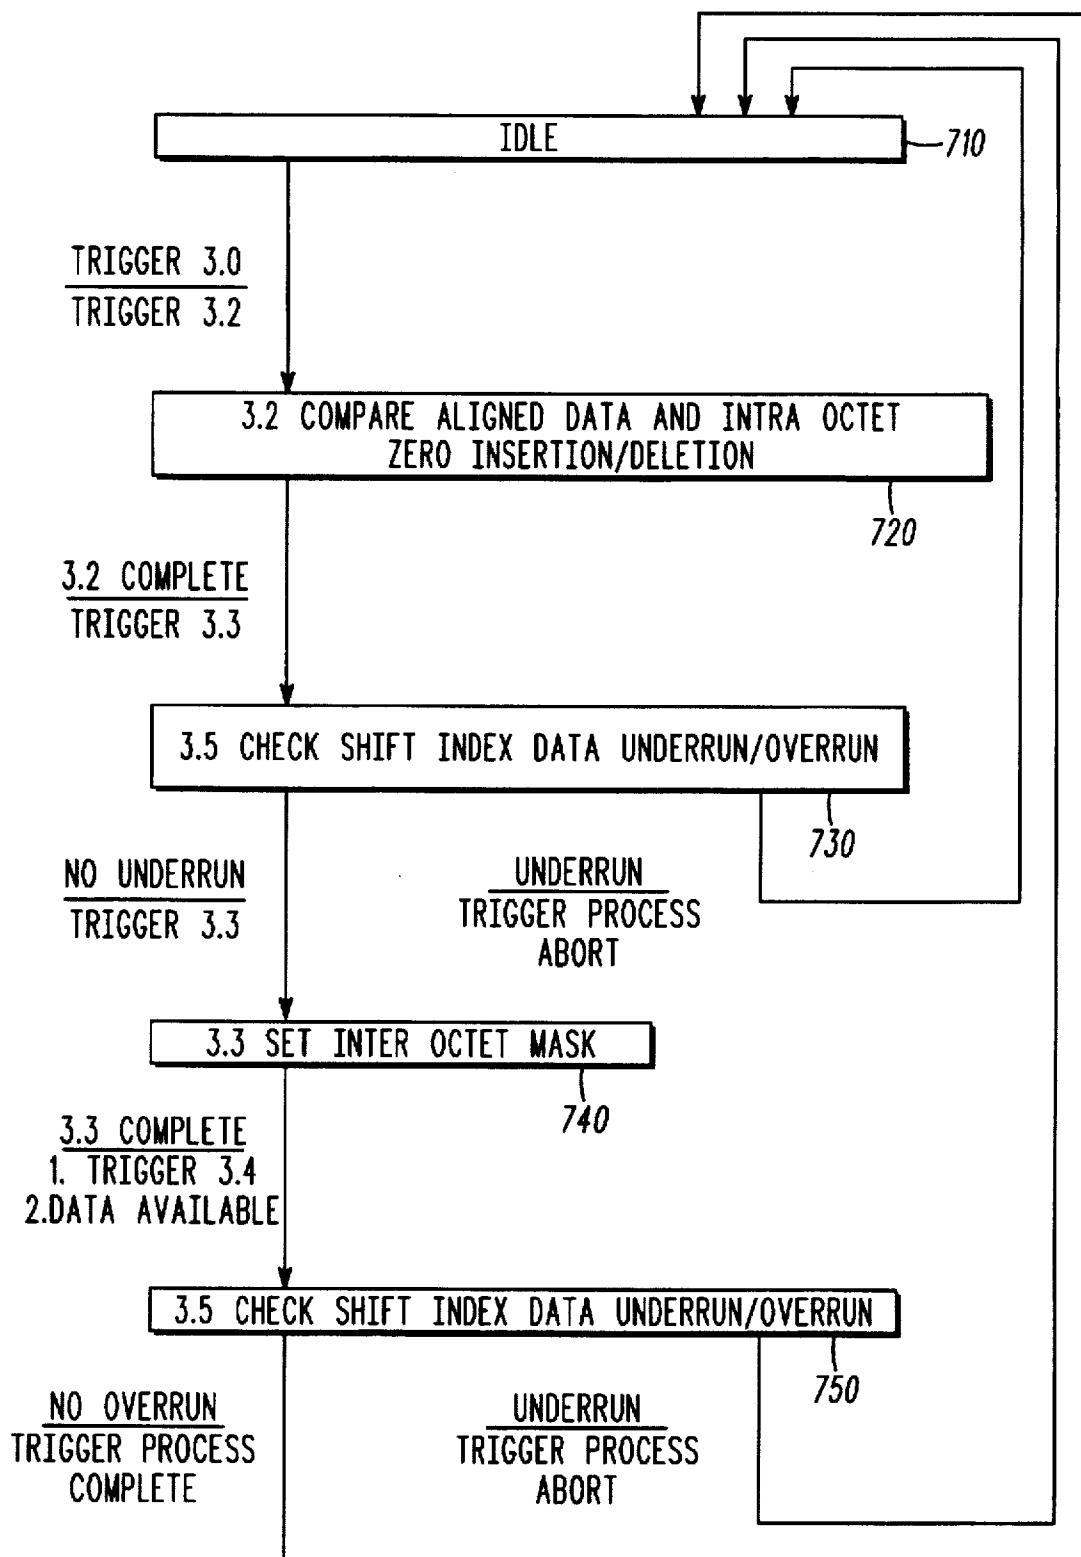 IDLE
710
TRIGGER 3.0
TRIGGER 3.2
3.2 COMPARE ALIGNED DATA AND INTRA OCTET
ZERO INSERTION/DELETION
720
3.2 COMPLETE
TRIGGER 3.3
3.5 CHECK SHIFT INDEX DATA UNDERRUN/OVERRUN
730
NO UNDERRUN
TRIGGER 3.3
UNDERRUN
TRIGGER PROCESS
ABORT
3.3 SET INTER OCTET MASK
740
3.3 COMPLETE
1. TRIGGER 3.4
2.DATA AVAILABLE
3.5 CHECK SHIFT INDEX DATA UNDERRUN/OVERRUN
750
NO OVERRUN
TRIGGER PROCESS
COMPLETE
UNDERRUN
TRIGGER PROCESS
ABORT